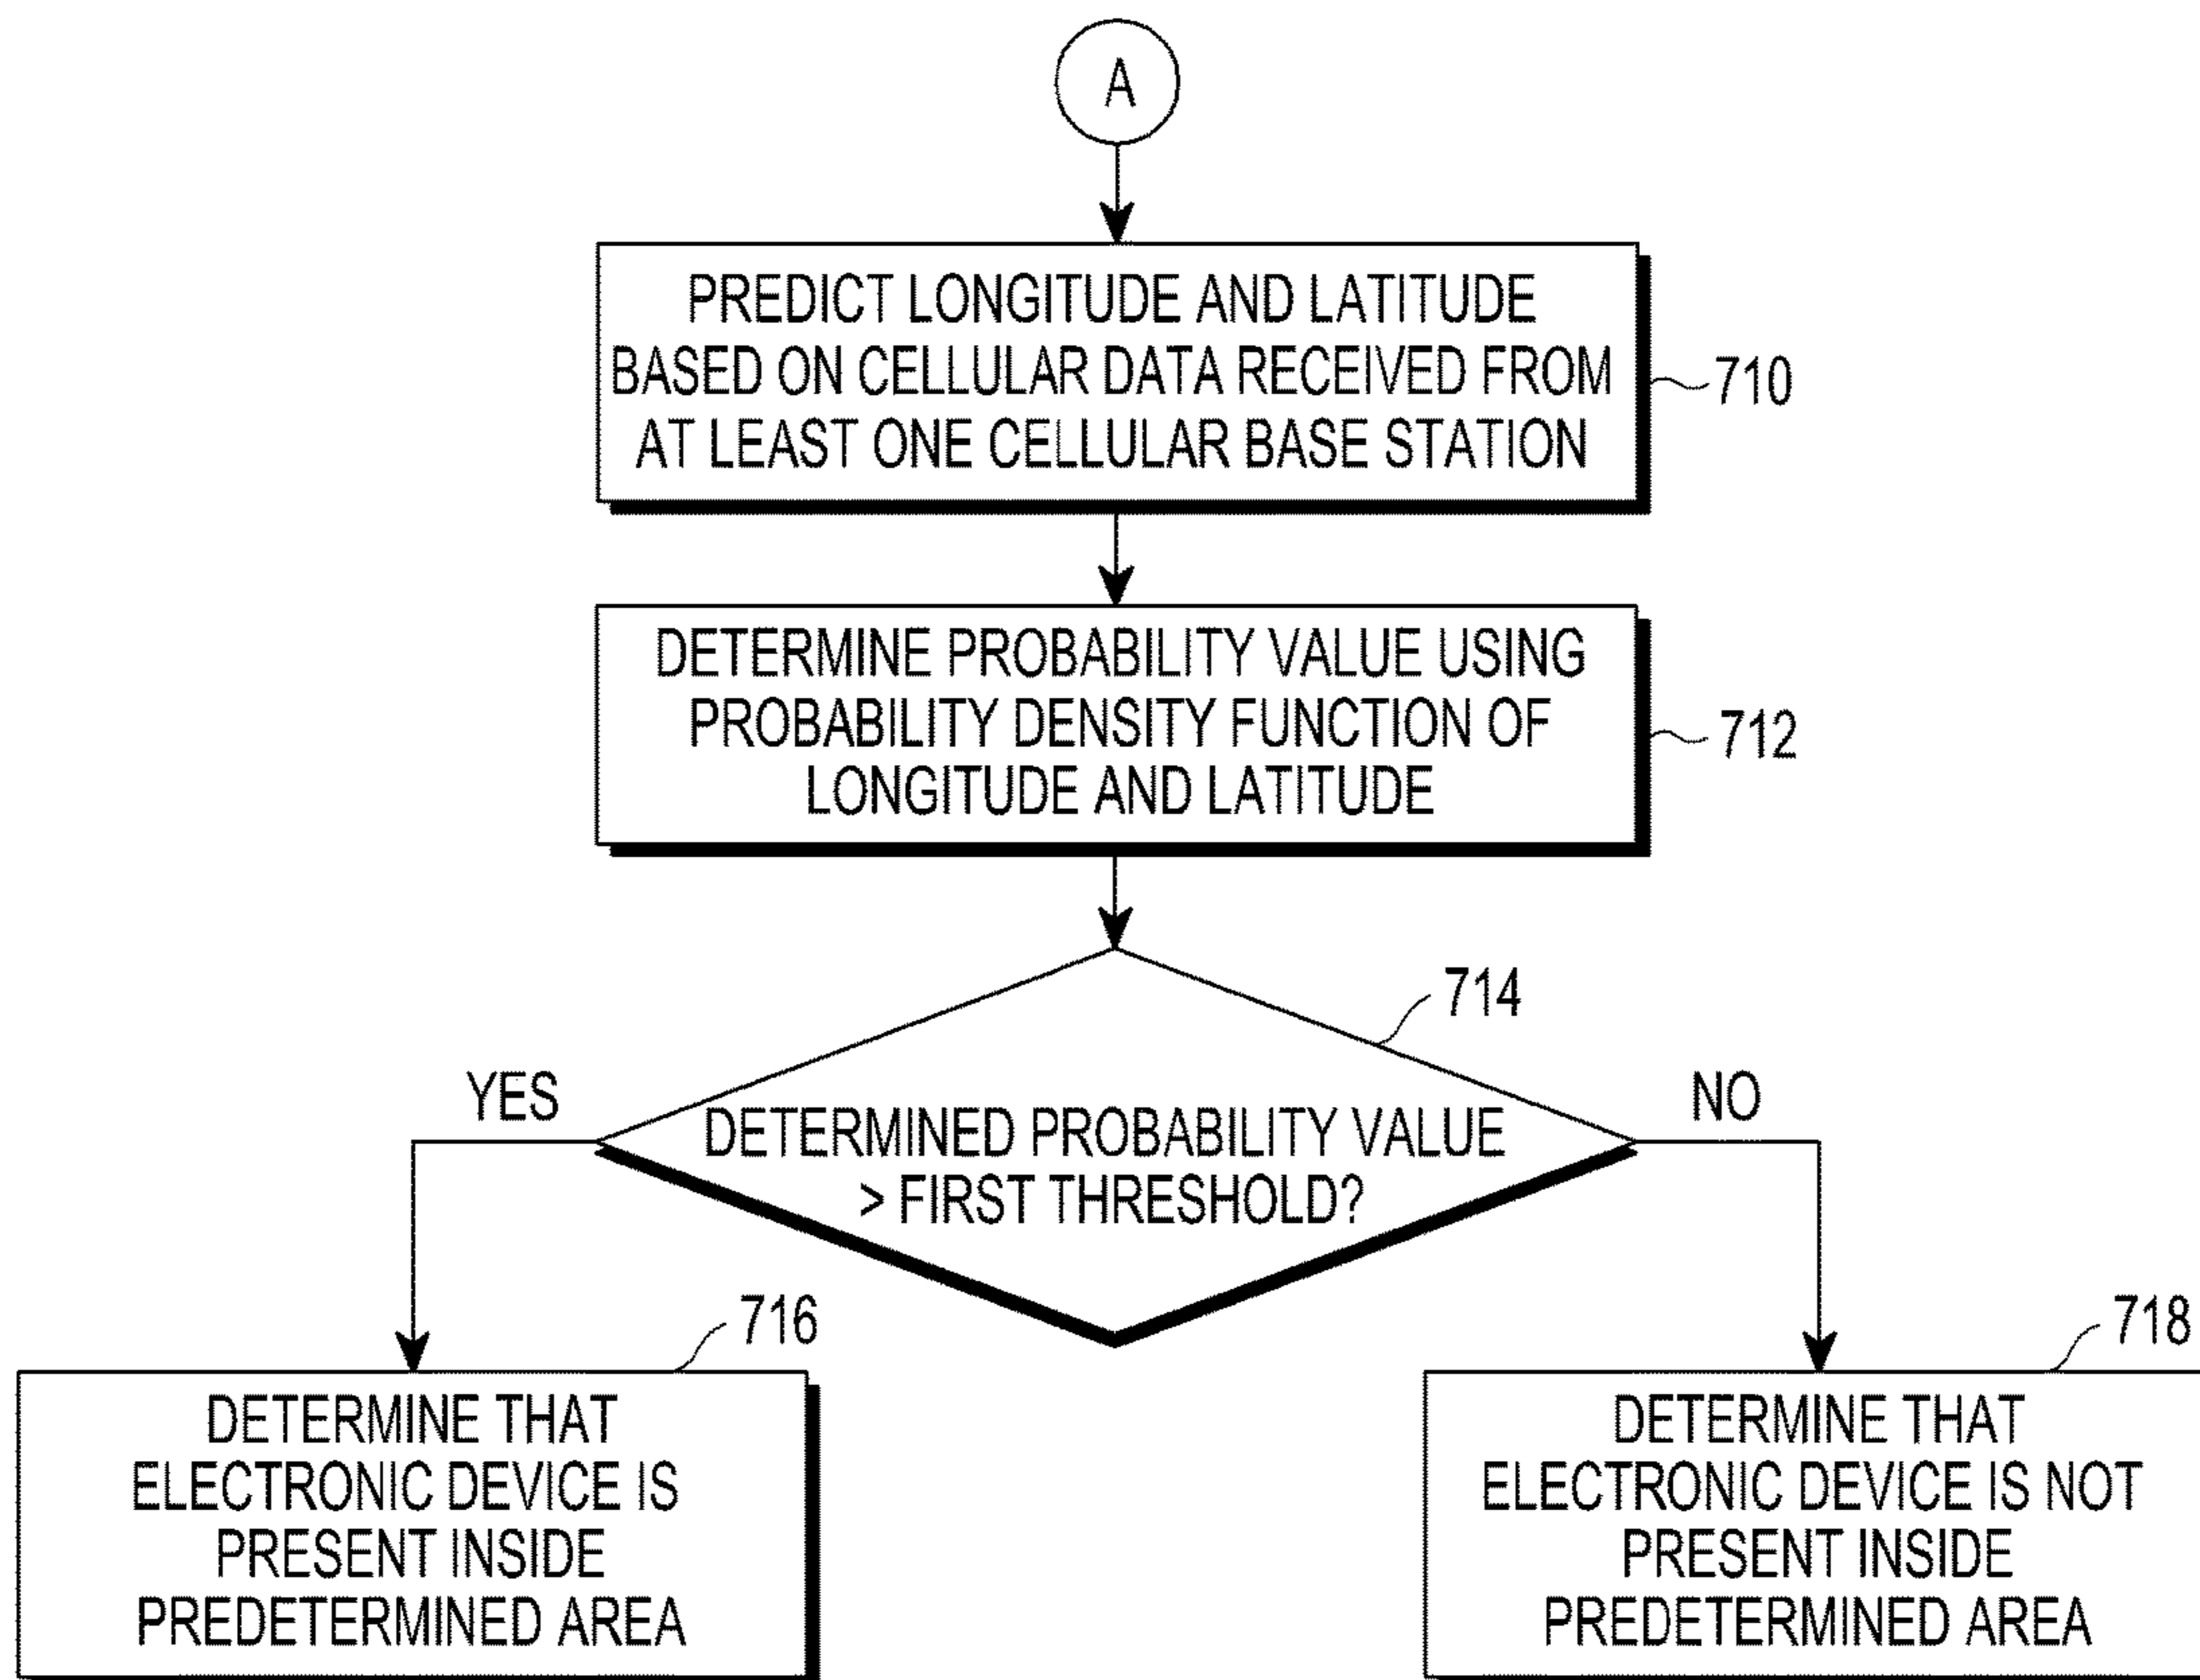 A
PREDICT LONGITUDE AND LATITUDE
BASED ON CELLULAR DATA RECEIVED FROM
AT LEAST ONE CELLULAR BASE STATION
710
DETERMINE PROBABILITY VALUE USING
PROBABILITY DENSITY FUNCTION OF
LONGITUDE AND LATITUDE
712
714
YES
NO
DETERMINED PROBABILITY VALUE
> FIRST THRESHOLD?
716
DETERMINE THAT
ELECTRONIC DEVICE IS
PRESENT INSIDE
PREDETERMINED AREA
718
DETERMINE THAT
ELECTRONIC DEVICE IS NOT
PRESENT INSIDE
PREDETERMINED AREA